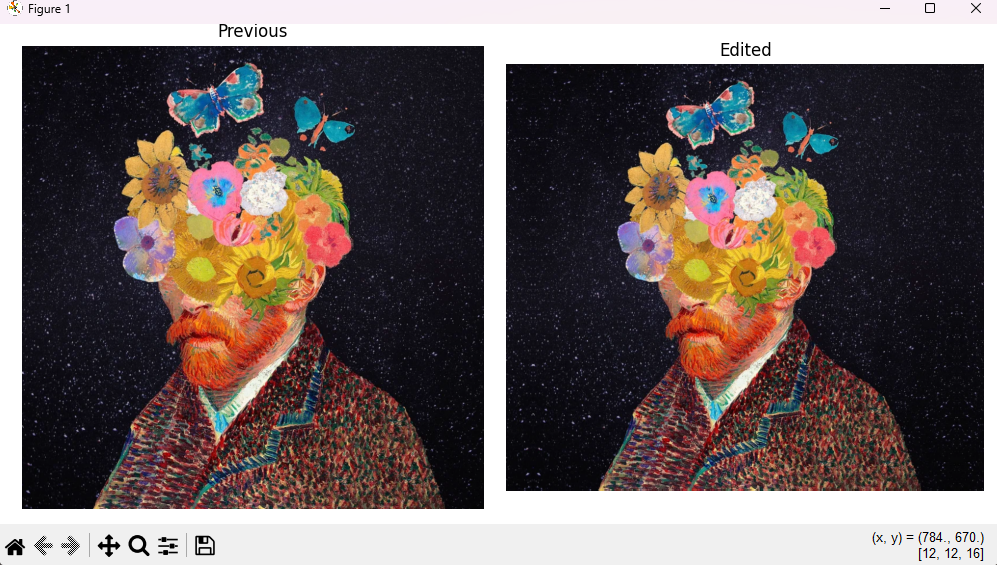 Figure 1
Previous
Edited
(x, y) = (784., 670.)
[12, 12, 16]